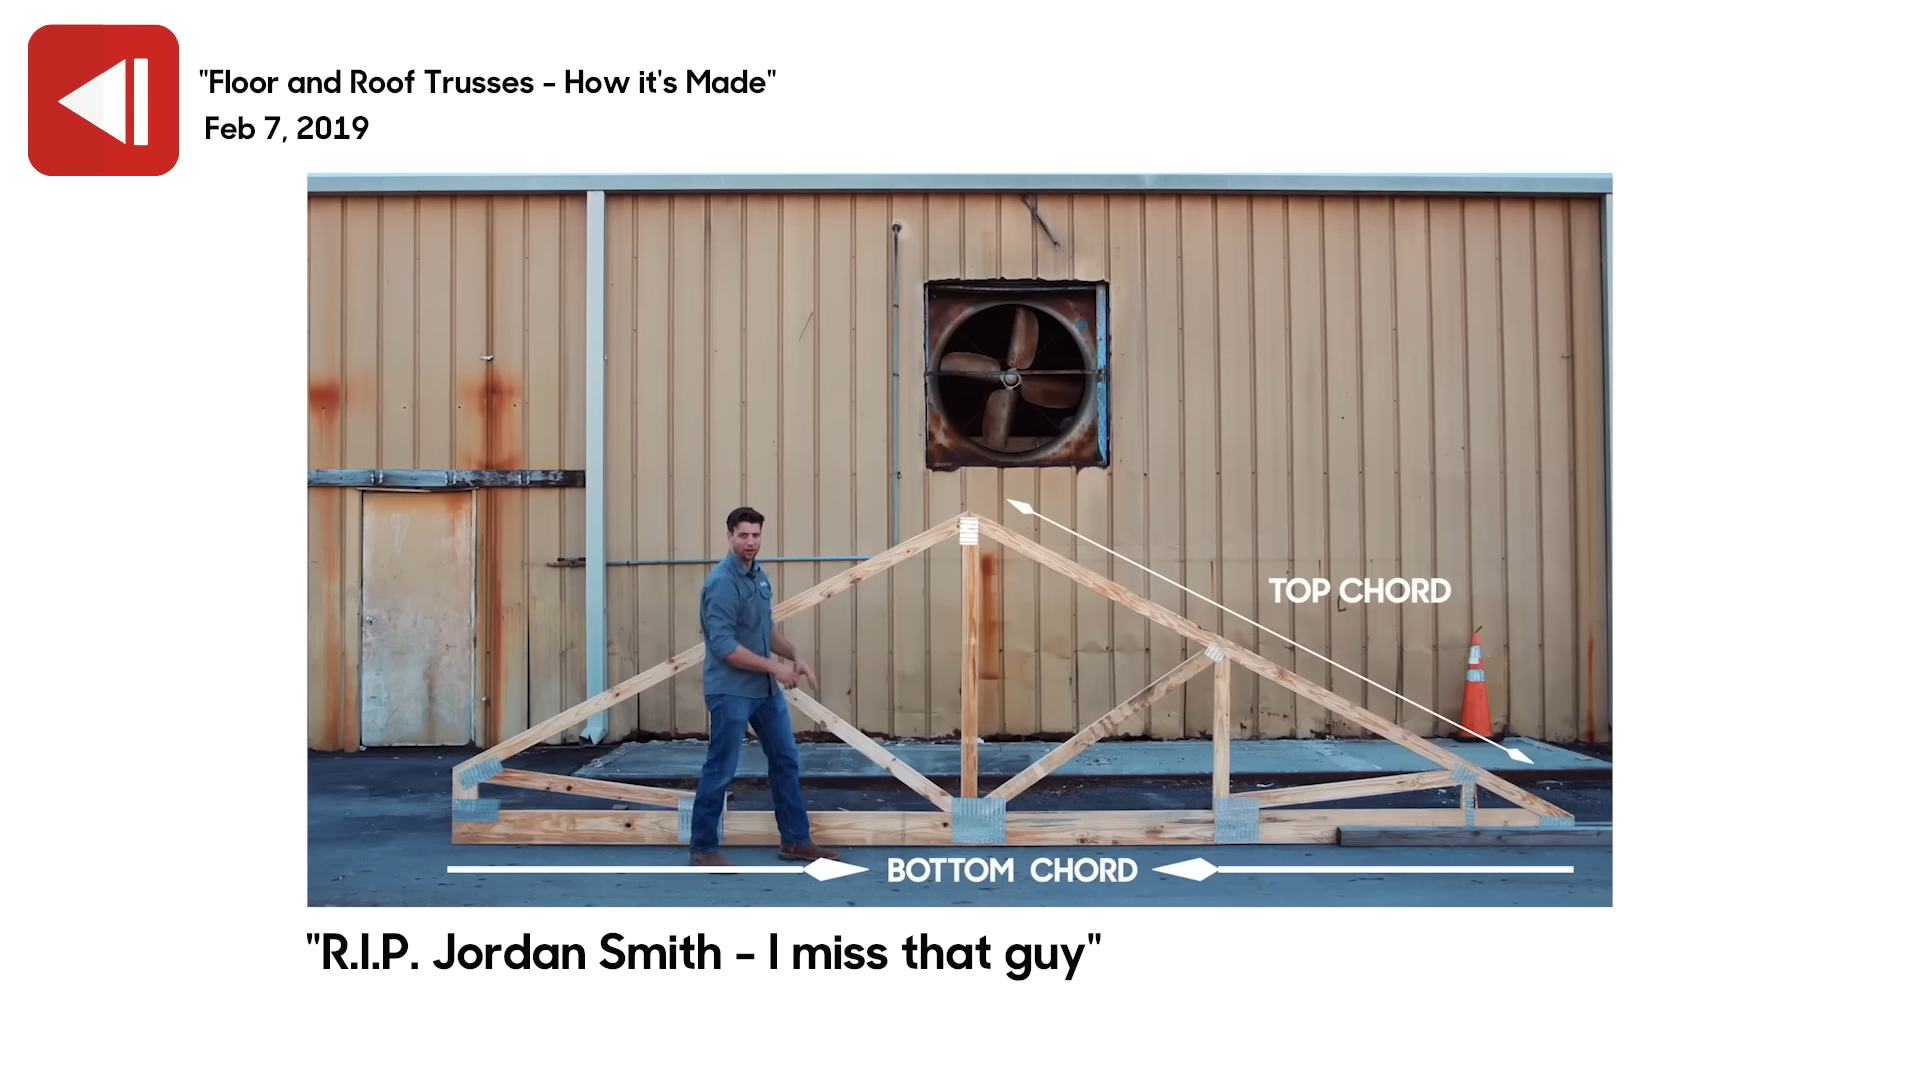 "Floor and Roof Trusses - How it's Made"
Feb 7, 2019
TOP CHORD
BOTTOM CHORD
"R.I.P. Jordan Smith - I miss that guy"